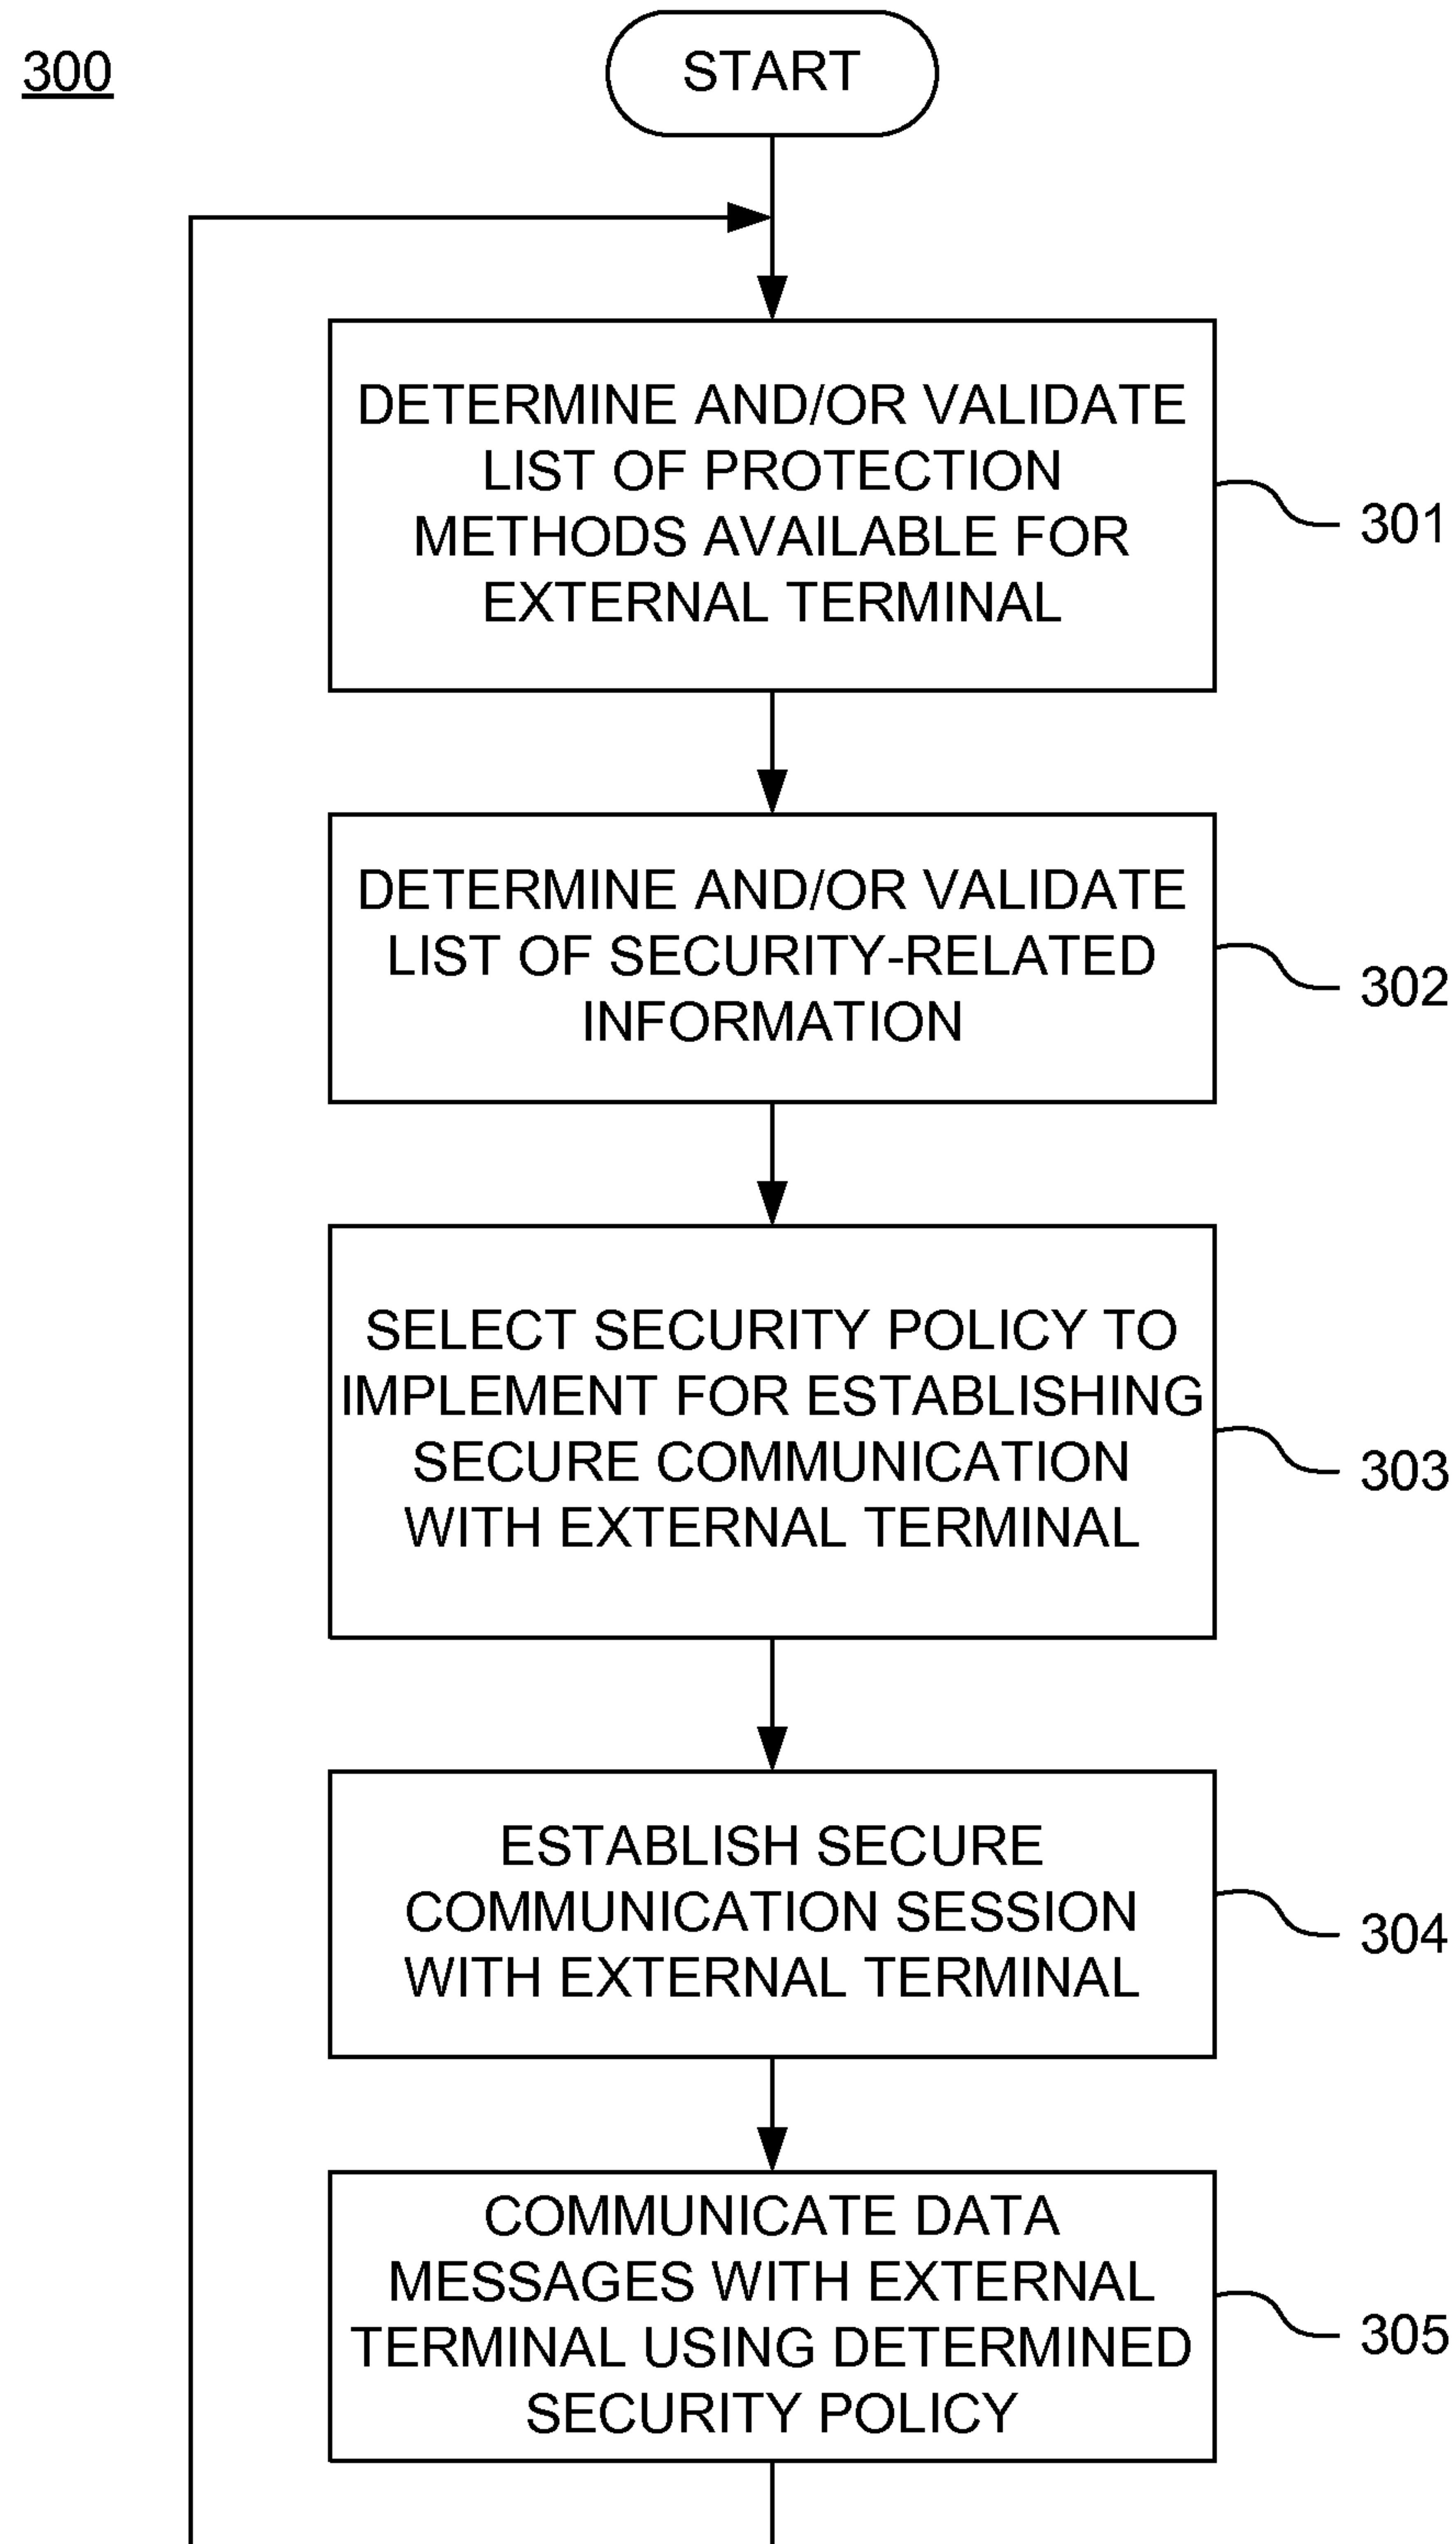 300
START
DETERMINE AND/OR VALIDATE
LIST OF PROTECTION
METHODS AVAILABLE FOR
EXTERNAL TERMINAL
301
DETERMINE AND/OR VALIDATE
LIST OF SECURITY-RELATED
INFORMATION
302
SELECT SECURITY POLICY TO
IMPLEMENT FOR ESTABLISHING
SECURE COMMUNICATION
WITH EXTERNAL TERMINAL
303
ESTABLISH SECURE
COMMUNICATION SESSION
WITH EXTERNAL TERMINAL
304
COMMUNICATE DATA
MESSAGES WITH EXTERNAL
TERMINAL USING DETERMINED
SECURITY POLICY
305